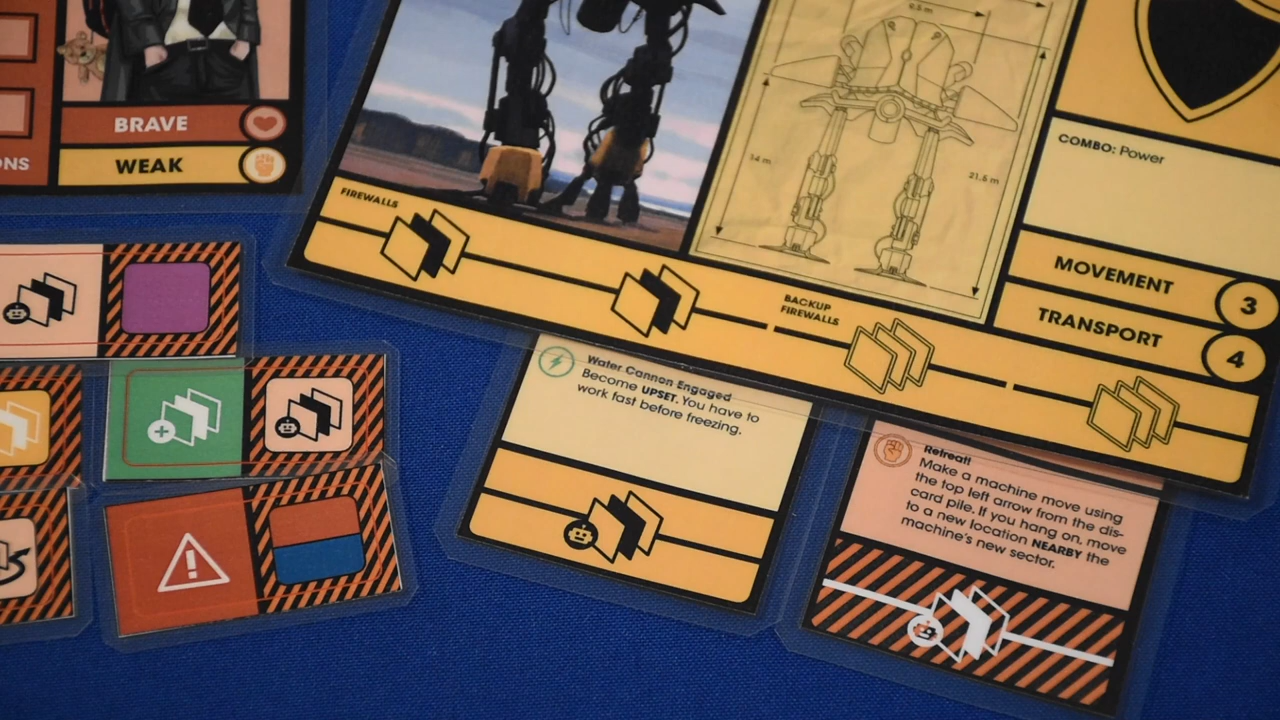 BRAVE
WEAK
ONS
FIREWALLS
0.5 m
14 m
21.5 m
COMBO: Power
MOVEMENT 3
TRANSPORT 4
BACKUP
FIREWALLS
Water Cannon Engaged
Become UPSET. You have to
work fast before freezing.
Retreat!
Make a machine move using
the top left arrow from the dis-
card pile. If you hang on, move
to a new location NEARBY the
machine's new sector.